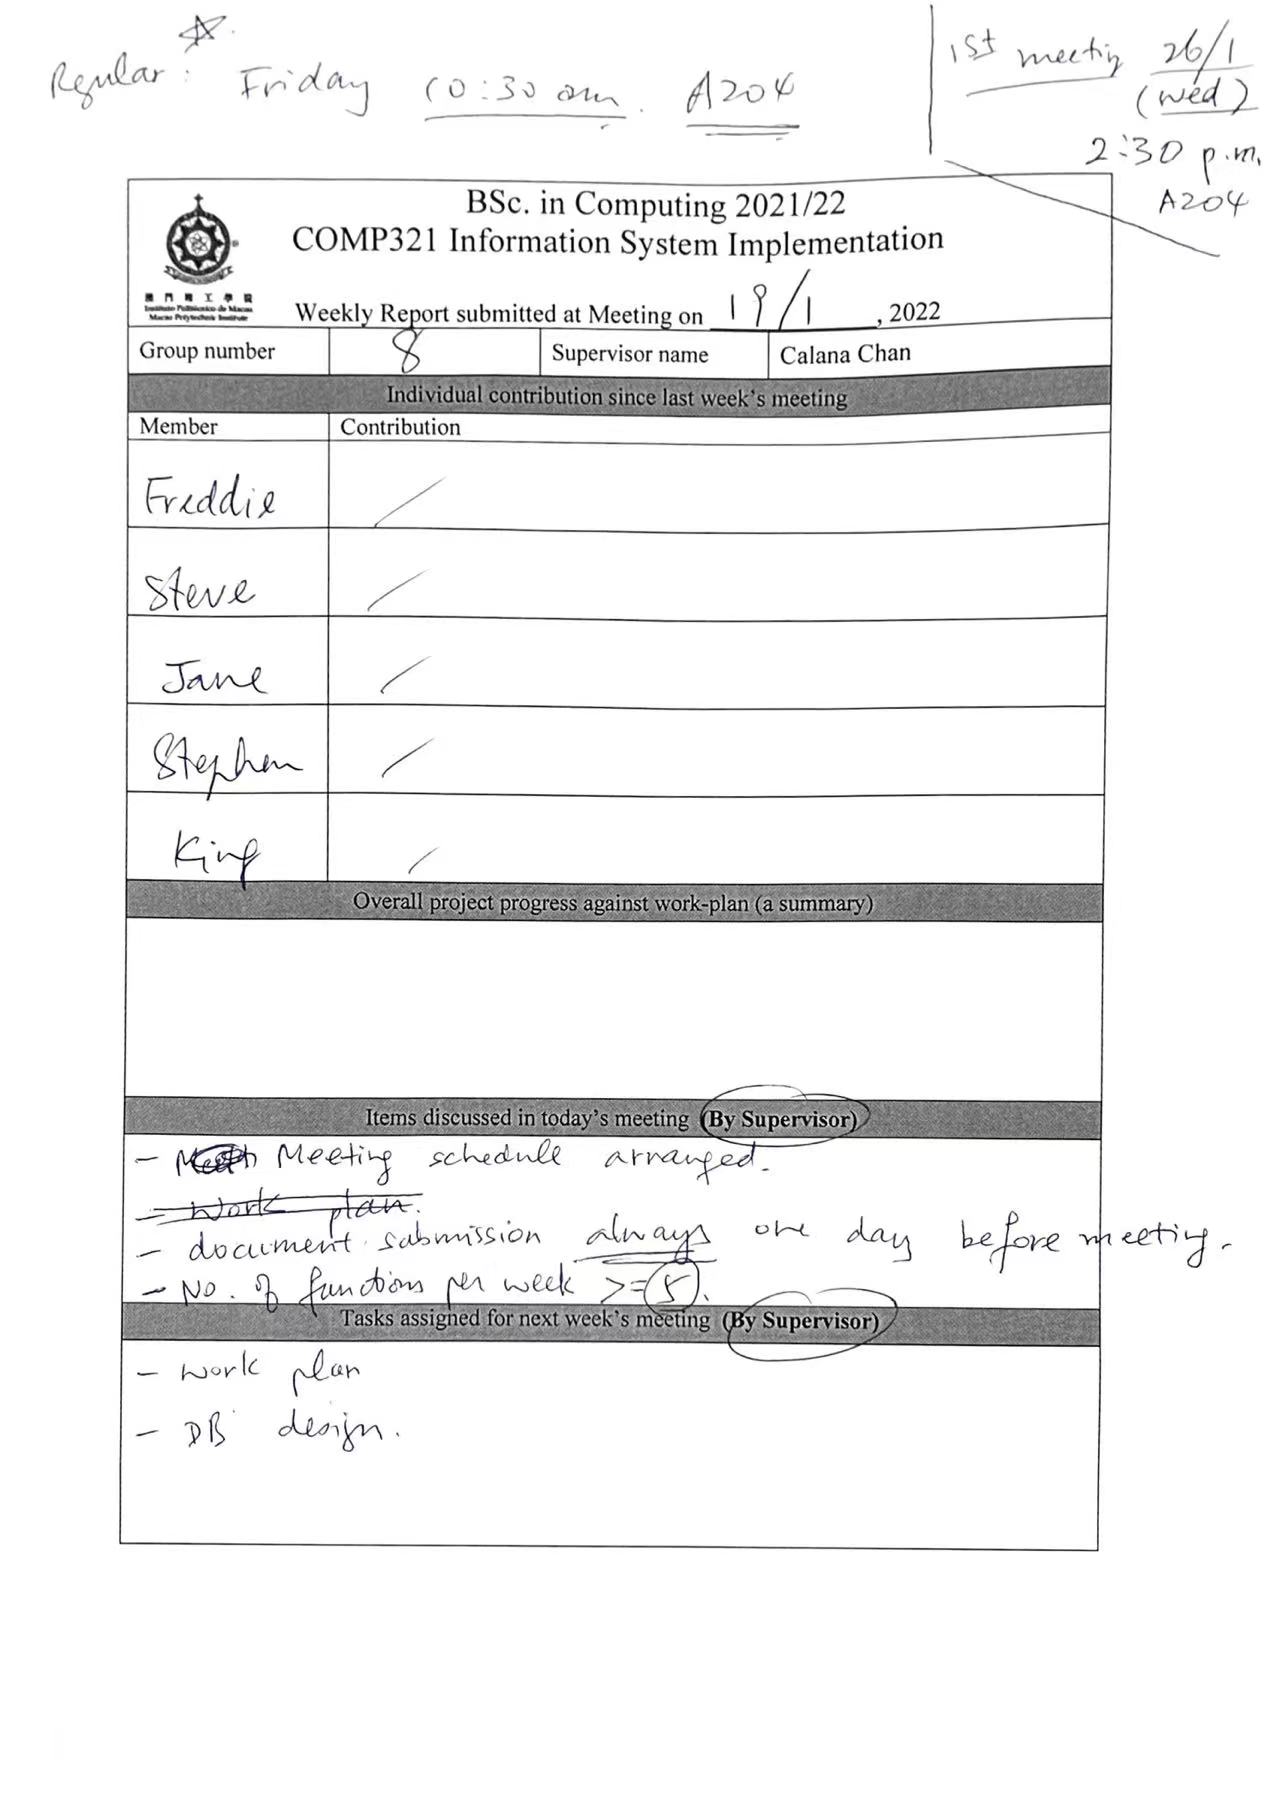 Regular: Friday 10:30 am. A204
1st meeting 26/1
(wed)
2:30 p.m.
A204
BSc. in Computing 2021/22
COMP321 Information System Implementation
澳門理工學院
Instituto Politécnico de Macau
Macao Polytechnic Institute
Weekly Report submitted at Meeting on 19/1, 2022
Group number 8 Supervisor name Calana Chan
Individual contribution since last week's meeting
Member Contribution
Freddie /
Steve /
Jane /
Stephen /
King /
Overall project progress against work-plan (a summary)
Items discussed in today's meeting (By Supervisor)
- Meeting schedule arranged.
- Work plan.
- document submission always one day before meeting.
- No. of functions per week >= 5.
Tasks assigned for next week's meeting (By Supervisor)
- work plan
- DB design.